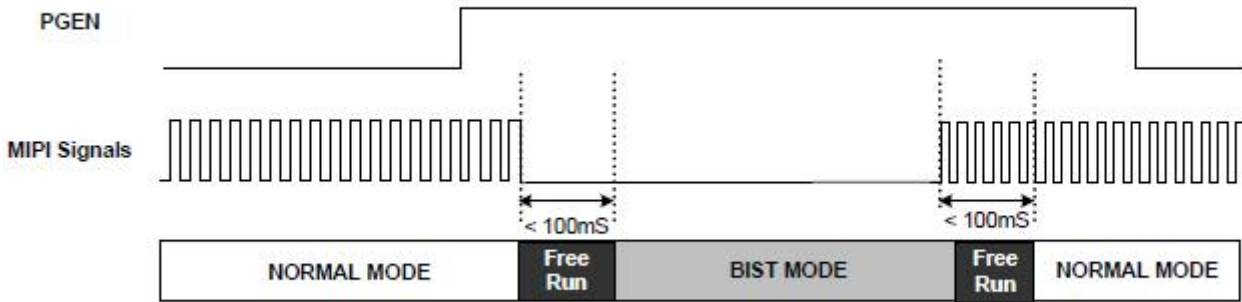 PGEN
MIPI Signals
< 100mS
< 100mS
NORMAL MODE
Free
Run
BIST MODE
Free
Run
NORMAL MODE